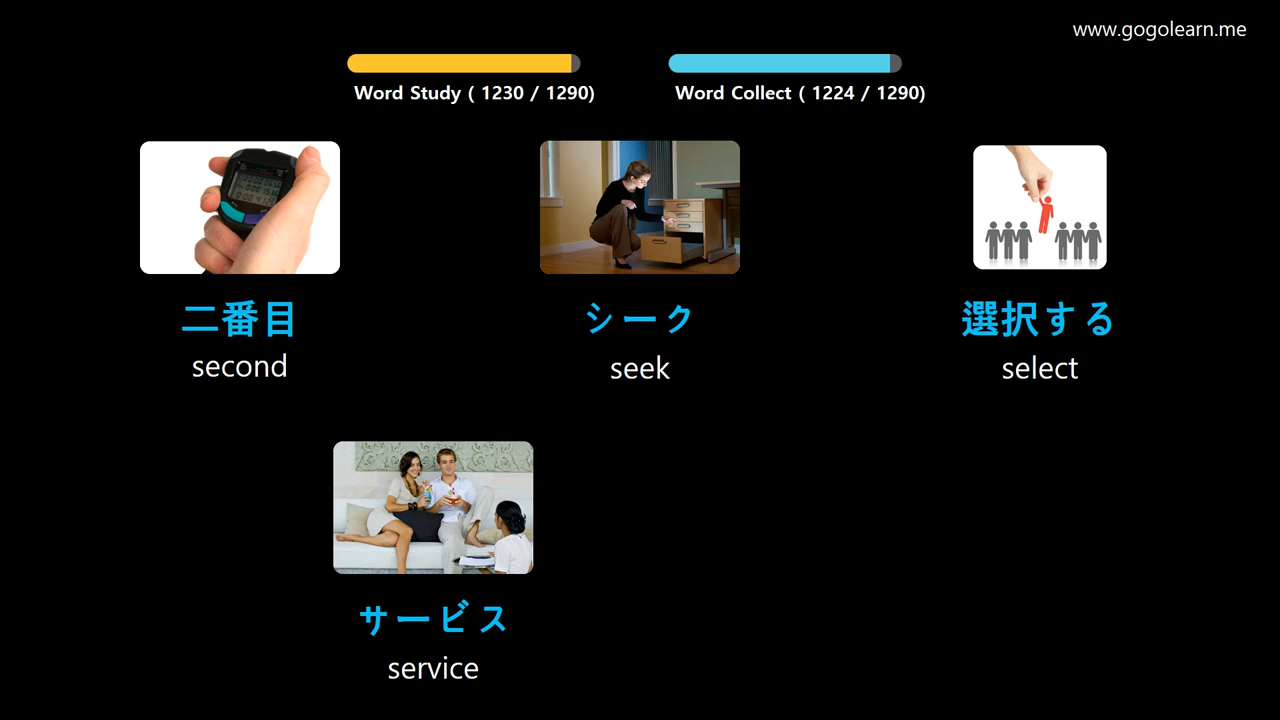 www.gogolearn.me
Word Study ( 1230 / 1290)
Word Collect ( 1224 / 1290)
二番目
second
シーク
seek
選択する
select
サービス
service